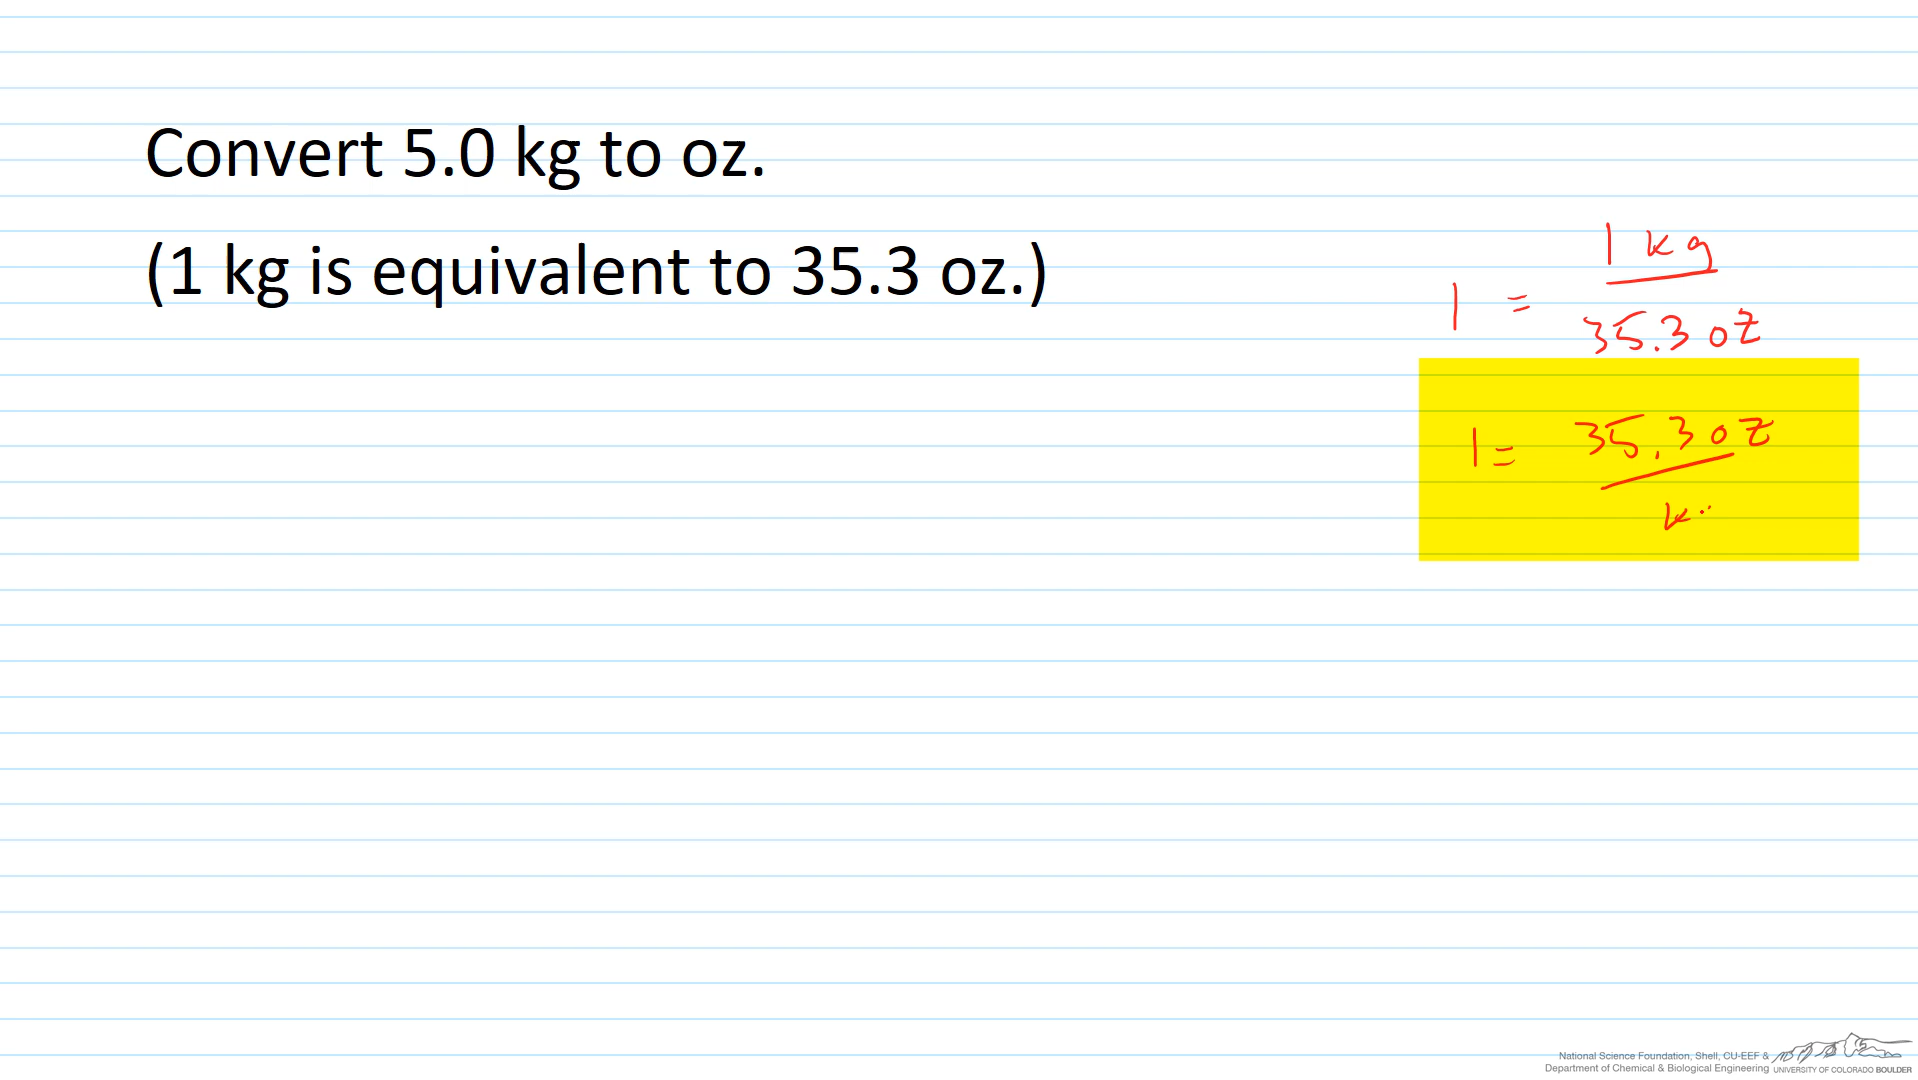 Convert 5.0 kg to oz.
(1 kg is equivalent to 35.3 oz.)
1 = 1 kg
35.3 oz
1 = 35.3 oz
k
National Science Foundation, Shell, CU-EEF &
Department of Chemical & Biological Engineering UNIVERSITY OF COLORADO BOULDER